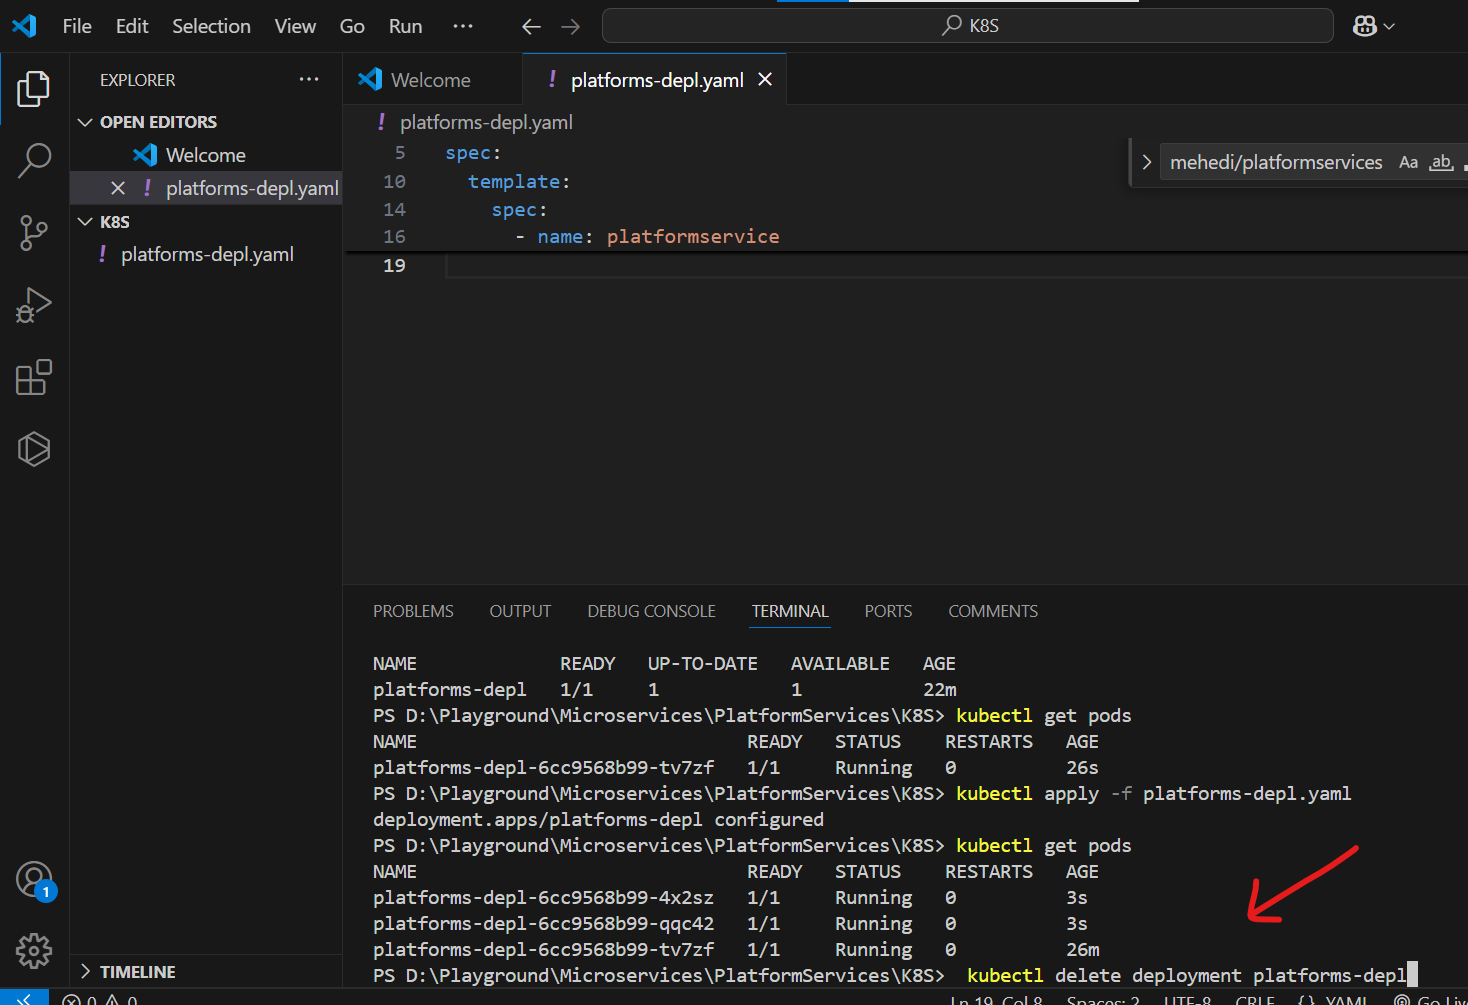 File Edit Selection View Go Run ··· K8S
EXPLORER ···
OPEN EDITORS
Welcome
platforms-depl.yaml
K8S
platforms-depl.yaml
TIMELINE
1
Welcome
! platforms-depl.yaml
! platforms-depl.yaml
mehedi/platformservices Aa ab
5 spec:
10 template:
14 spec:
16 - name: platformservice
19
PROBLEMS OUTPUT DEBUG CONSOLE TERMINAL PORTS COMMENTS
NAME READY UP-TO-DATE AVAILABLE AGE
platforms-depl 1/1 1 1 22m
PS D:\Playground\Microservices\PlatformServices\K8S> kubectl get pods
NAME READY STATUS RESTARTS AGE
platforms-depl-6cc9568b99-tv7zf 1/1 Running 0 26s
PS D:\Playground\Microservices\PlatformServices\K8S> kubectl apply -f platforms-depl.yaml
deployment.apps/platforms-depl configured
PS D:\Playground\Microservices\PlatformServices\K8S> kubectl get pods
NAME READY STATUS RESTARTS AGE
platforms-depl-6cc9568b99-4x2sz 1/1 Running 0 3s
platforms-depl-6cc9568b99-qqc42 1/1 Running 0 3s
platforms-depl-6cc9568b99-tv7zf 1/1 Running 0 26m
PS D:\Playground\Microservices\PlatformServices\K8S> kubectl delete deployment platforms-depl
0 0 Ln 19, Col 8 Spaces: 2 UTF-8 CRLF {} YAML Go Liv